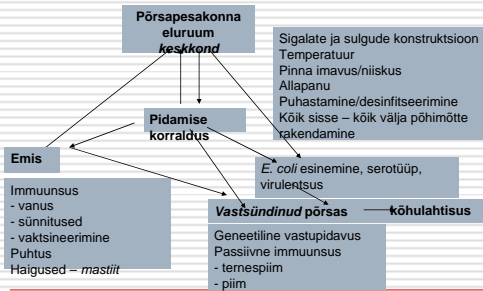 Põrsapesakonna
eluruum
keskkond
Sigalate ja sulgude konstruktsioon
Temperatuur
Pinna imavus/niiskus
Allapanu
Puhastamine/desinfitseerimine
Kõik sisse – kõik välja põhimõtte
rakendamine
Pidamise
korraldus
Emis
Immuunsus
- vanus
- sünnitused
- vaktsineerimine
Puhtus
Haigused – mastiit
E. coli esinemine, serotüüp,
virulentsus
Vastsündinud põrsas
kõhulahtisus
Geneetiline vastupidavus
Passiivne immuunsus
- ternespiim
- piim